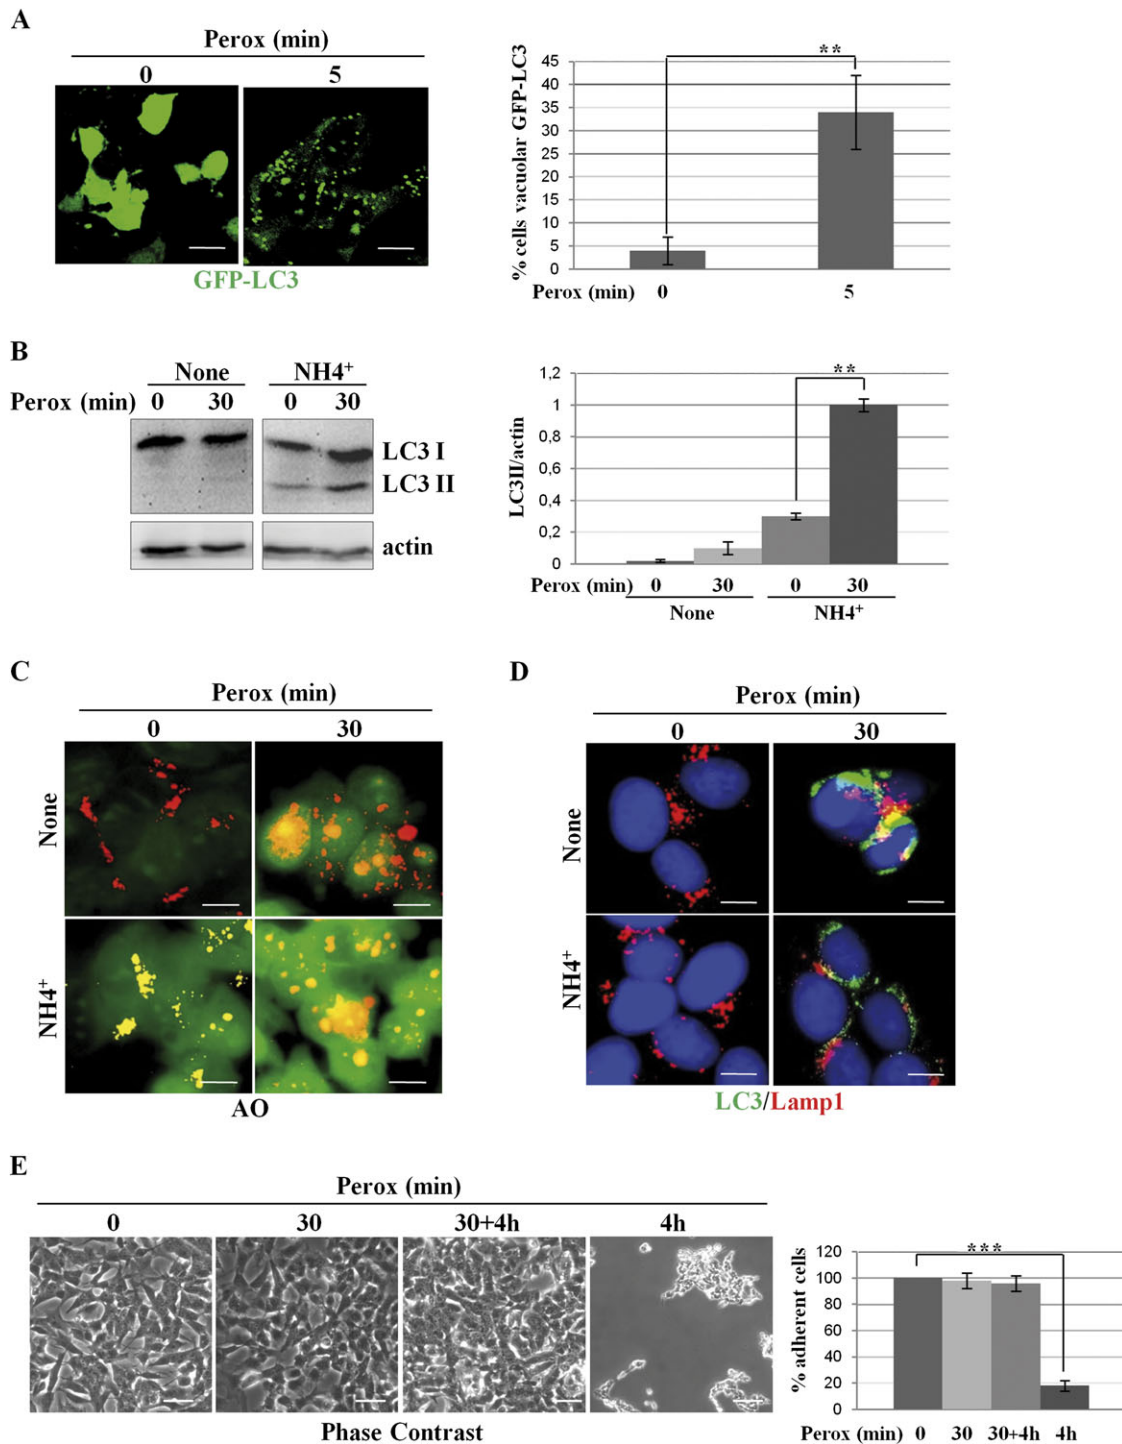 A
Perox (min)
0 5
GFP-LC3
% cells vacuolar GFP-LC3
45
40
35
30
25
20
15
10
5
0
**
Perox (min) 0 5
B
None NH4⁺
Perox (min) 0 30 0 30
LC3 I
LC3 II
actin
LC3II/actin
1,2
1
0,8
0,6
0,4
0,2
0
**
Perox (min) 0 30 0 30
None NH4⁺
C
Perox (min)
0 30
None
NH4⁺
AO
D
Perox (min)
0 30
None
NH4⁺
LC3/Lamp1
E
Perox (min)
0 30 30+4h 4h
Phase Contrast
% adherent cells
120
100
80
60
40
20
0
***
Perox (min) 0 30 30+4h 4h